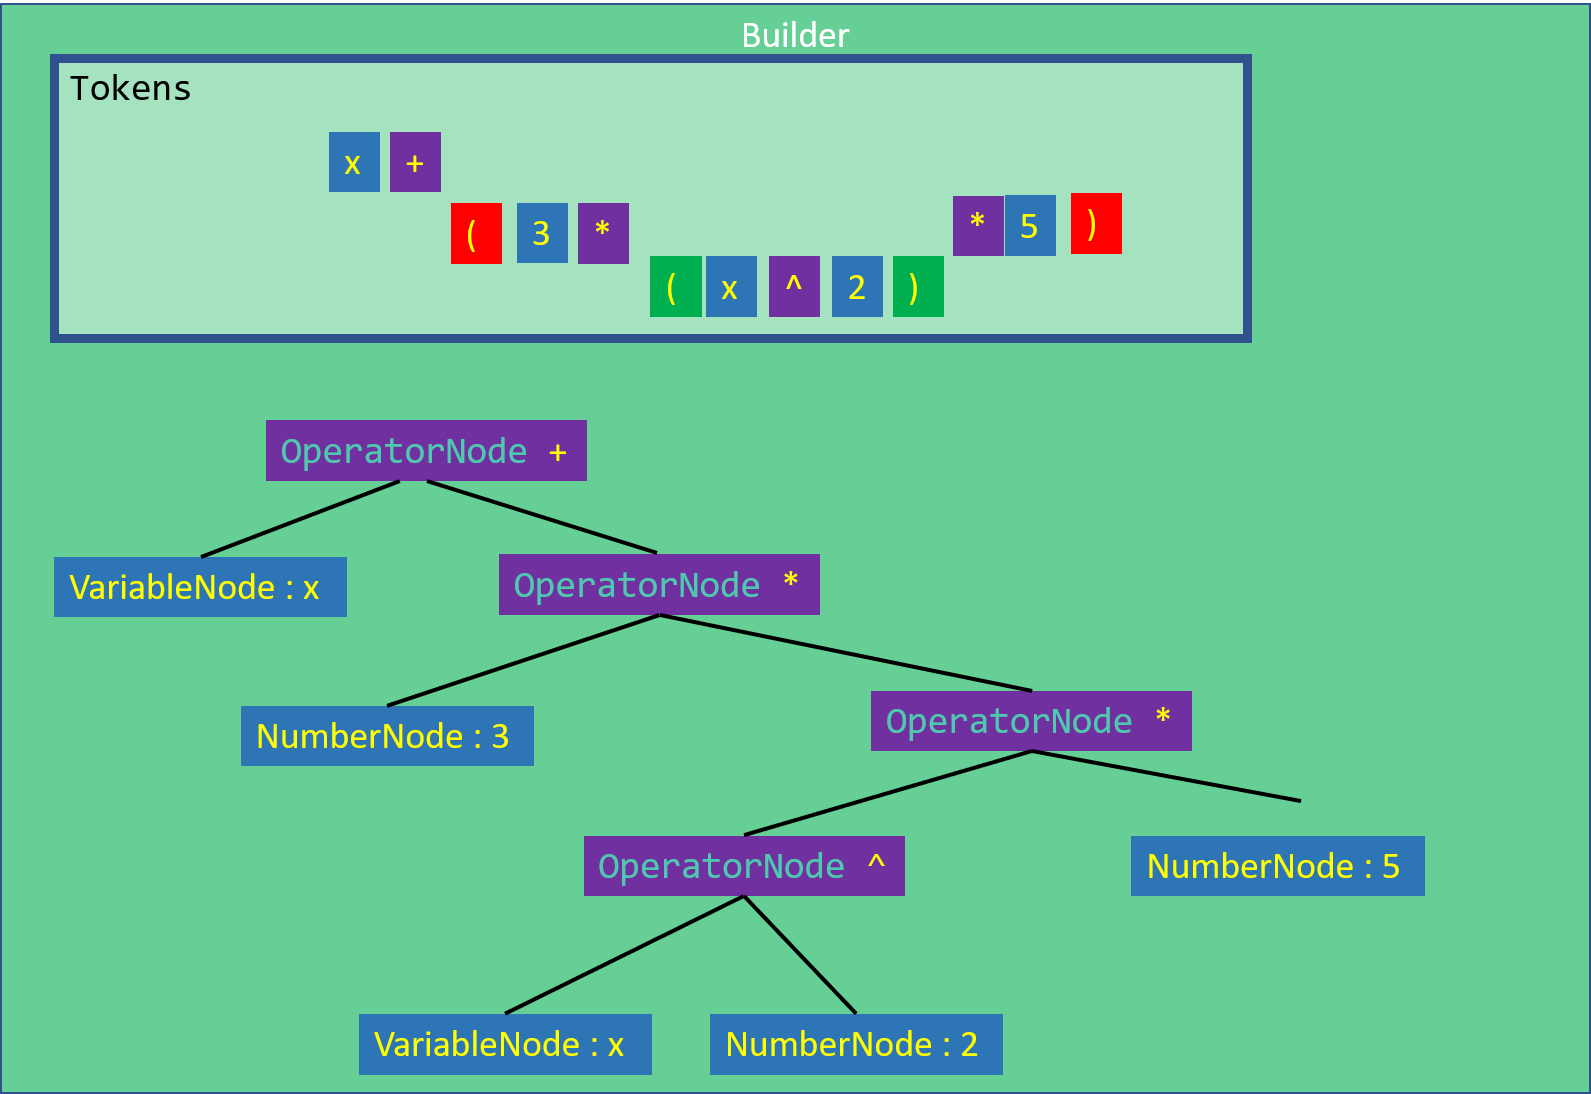 Builder
Tokens
x +
( 3 *
( x ^ 2 )
* 5 )
OperatorNode +
VariableNode : x
OperatorNode *
NumberNode : 3
OperatorNode *
OperatorNode ^
NumberNode : 5
VariableNode : x
NumberNode : 2